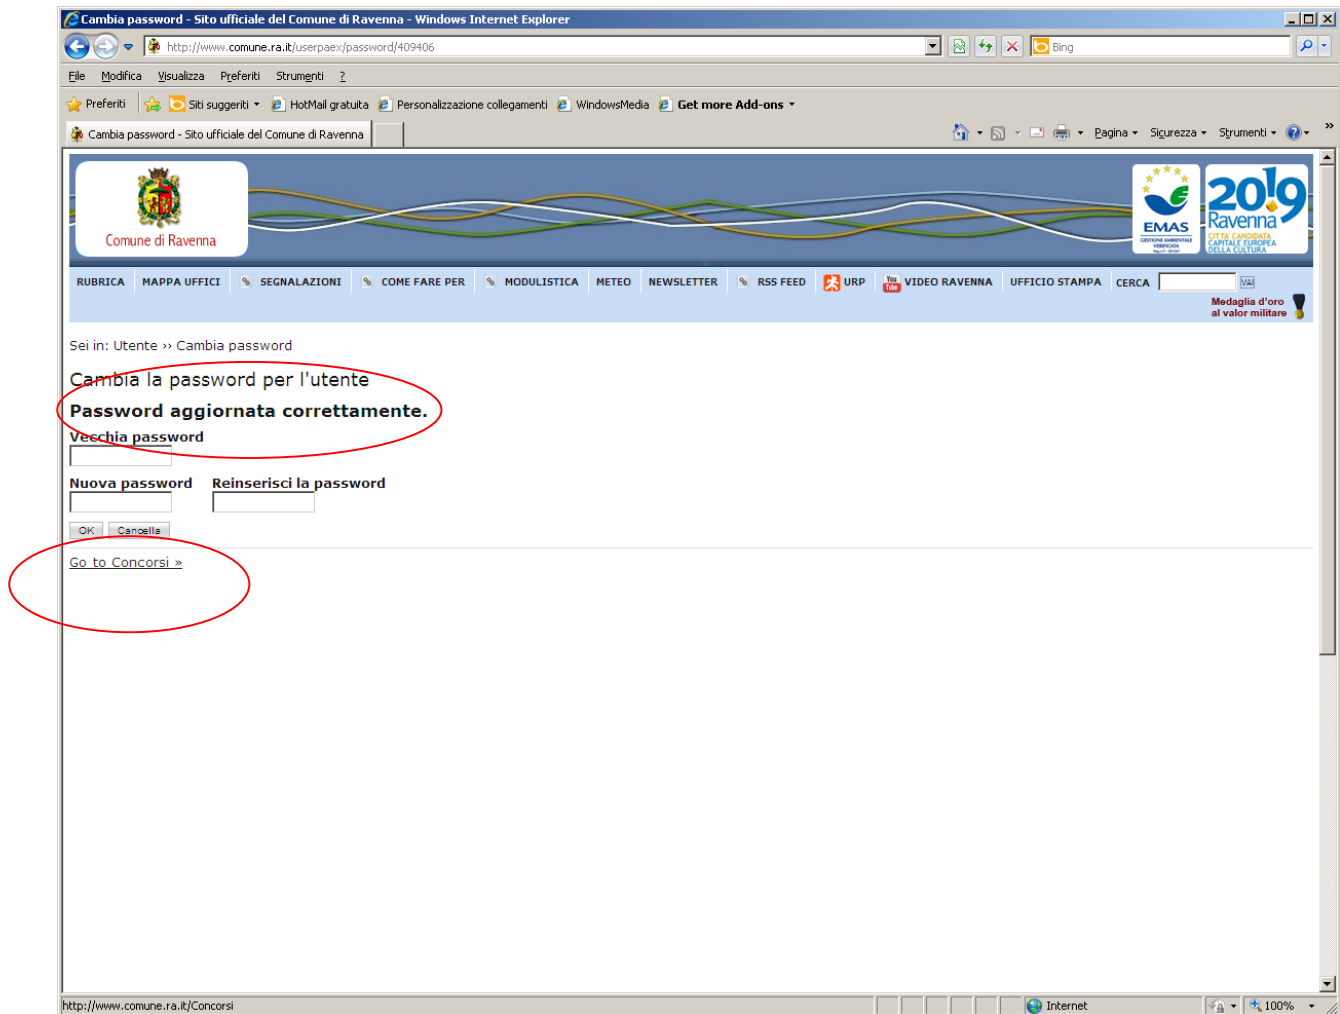 Cambia password - Sito ufficiale del Comune di Ravenna - Windows Internet Explorer
http://www.comune.ra.it/userpaex/password/409406
Bing
File Modifica Visualizza Preferiti Strumenti ?
Preferiti Siti suggeriti HotMail gratuita Personalizzazione collegamenti WindowsMedia Get more Add-ons
Cambia password - Sito ufficiale del Comune di Ravenna
Pagina Sicurezza Strumenti »
Comune di Ravenna
EMAS
GESTIONE AMBIENTALE
VERIFICATA
2019
Ravenna
CITTA' CANDIDATA
CAPITALE EUROPEA
DELLA CULTURA
RUBRICA MAPPA UFFICI SEGNALAZIONI COME FARE PER MODULISTICA METEO NEWSLETTER RSS FEED URP You Tube VIDEO RAVENNA UFFICIO STAMPA CERCA VAI
Medaglia d'oro
al valor militare
Sei in: Utente ›› Cambia password
Cambia la password per l'utente
Password aggiornata correttamente.
Vecchia password
Nuova password Reinserisci la password
OK Cancella
Go to Concorsi »
http://www.comune.ra.it/Concorsi Internet 100%